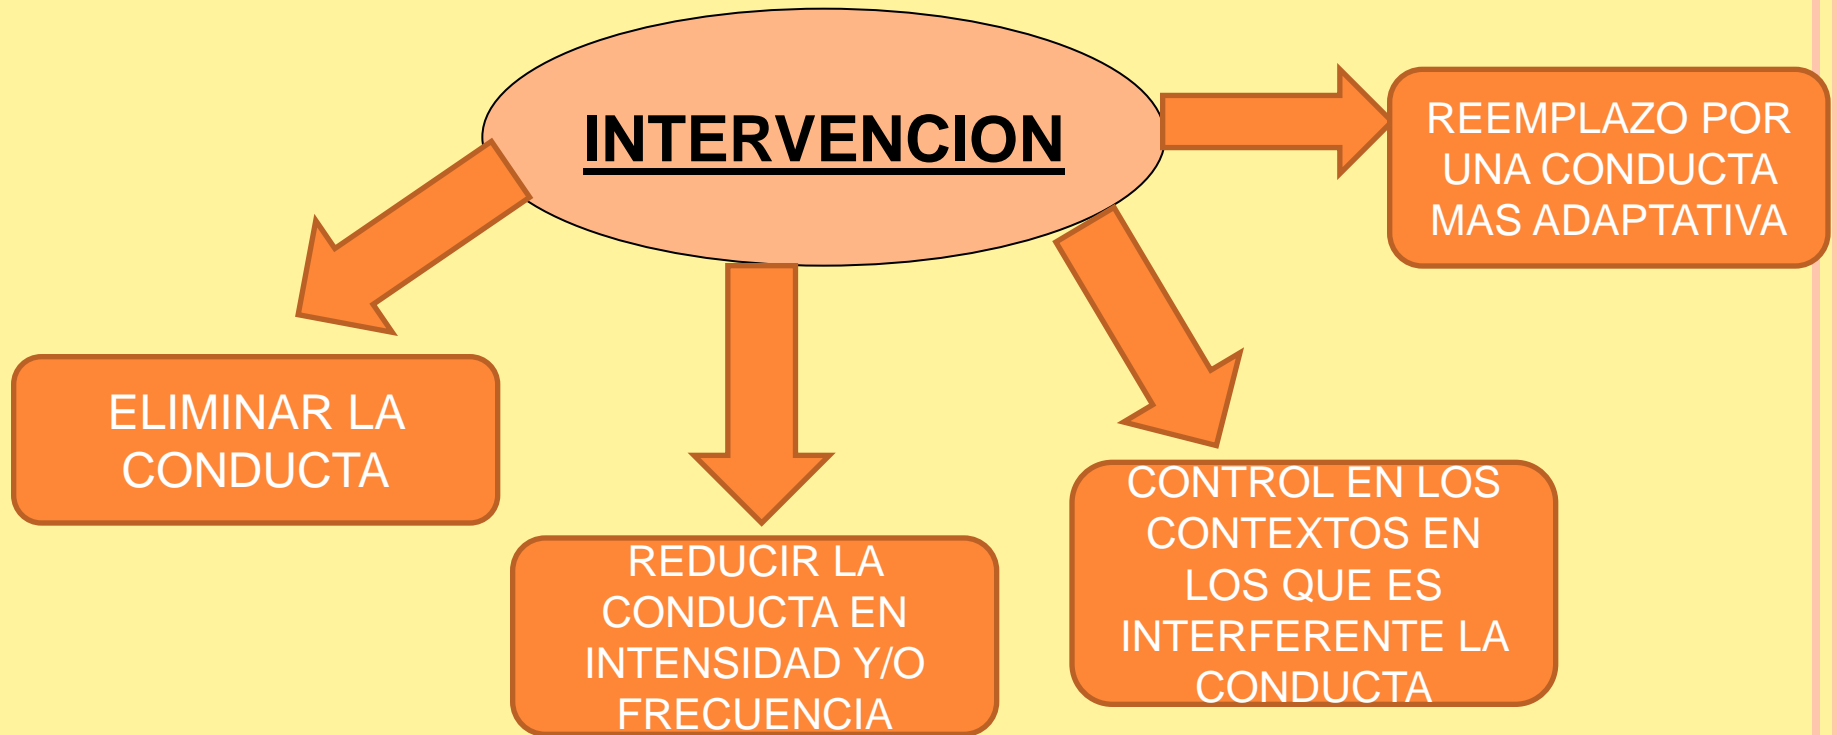 INTERVENCION
REEMPLAZO POR
UNA CONDUCTA
MAS ADAPTATIVA
ELIMINAR LA
CONDUCTA
REDUCIR LA
CONDUCTA EN
INTENSIDAD Y/O
FRECUENCIA
CONTROL EN LOS
CONTEXTOS EN
LOS QUE ES
INTERFERENTE LA
CONDUCTA